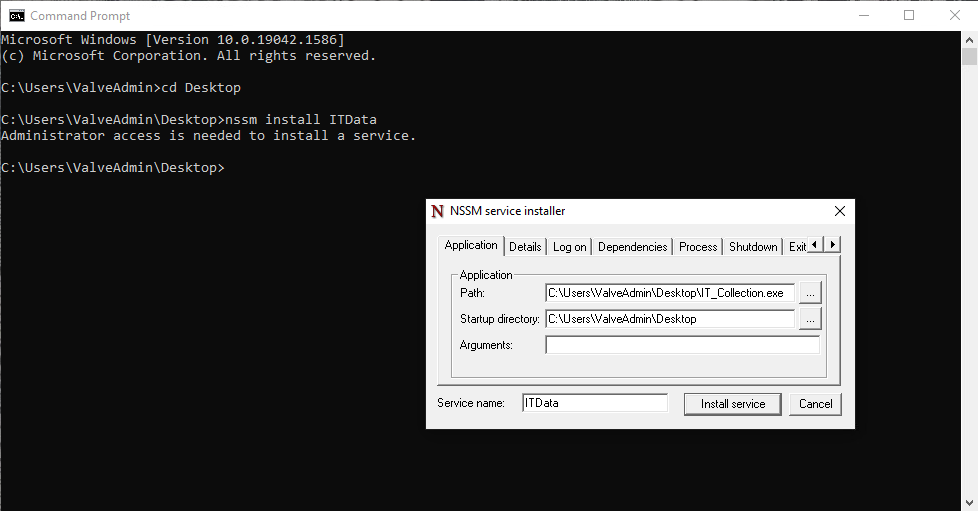 Command Prompt
Microsoft Windows [Version 10.0.19042.1586]
(c) Microsoft Corporation. All rights reserved.
C:\Users\ValveAdmin>cd Desktop
C:\Users\ValveAdmin\Desktop>nssm install ITData
Administrator access is needed to install a service.
C:\Users\ValveAdmin\Desktop>
N NSSM service installer
Application Details Log on Dependencies Process Shutdown Exit
Application
Path: C:\Users\ValveAdmin\Desktop\IT_Collection.exe ...
Startup directory: C:\Users\ValveAdmin\Desktop ...
Arguments:
Service name: ITData Install service Cancel